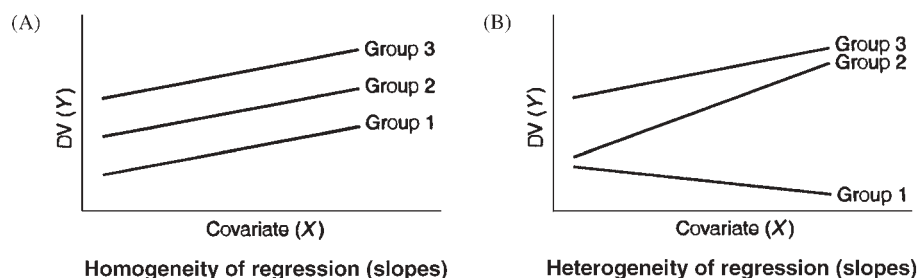 (A)
Group 3
Group 2
Group 1
DV (Y)
Covariate (X)
Homogeneity of regression (slopes)
(B)
Group 3
Group 2
Group 1
DV (Y)
Covariate (X)
Heterogeneity of regression (slopes)